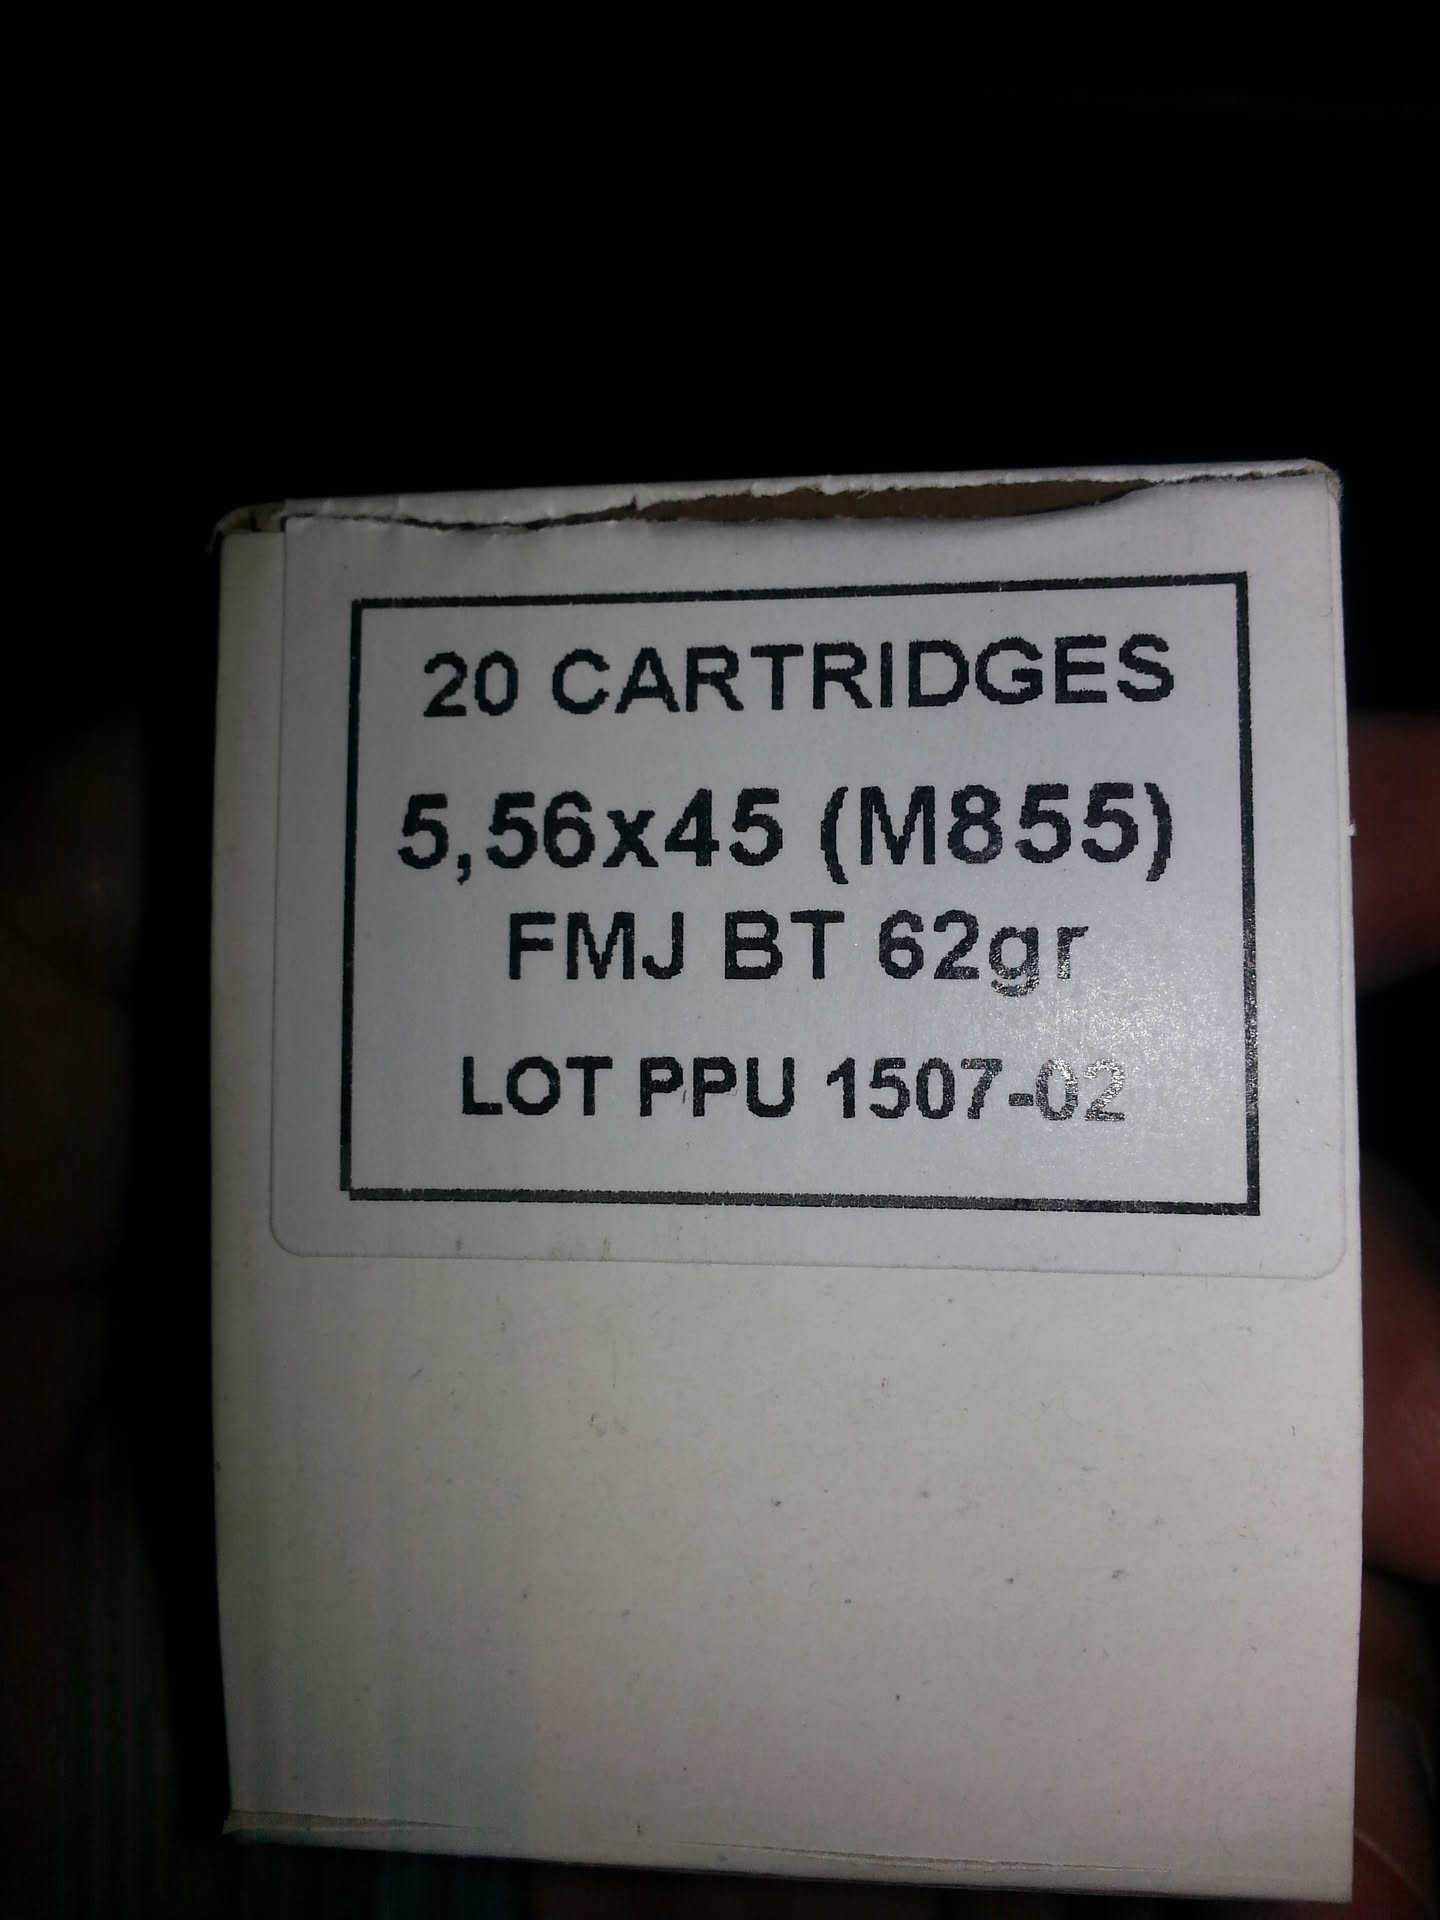 20 CARTRIDGES
5,56x45 (M855)
FMJ BT 62gr
LOT PPU 1507-02